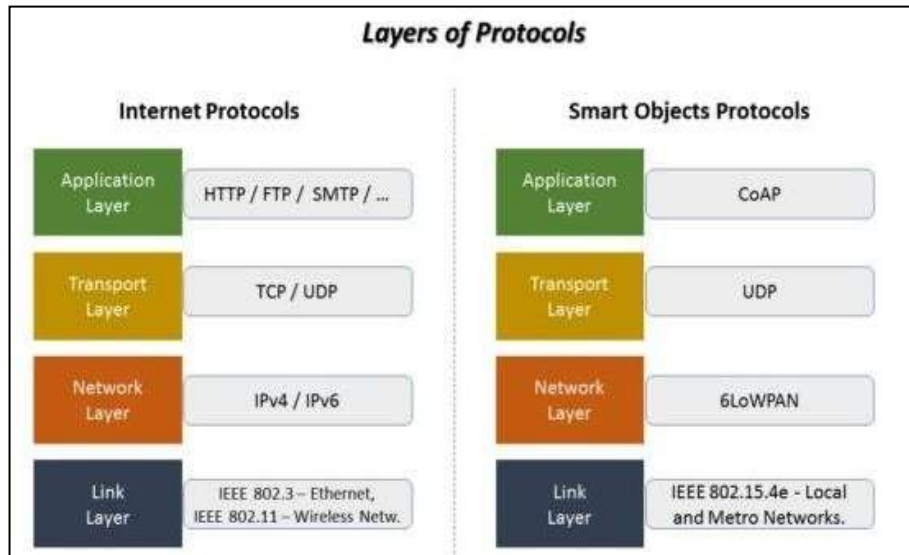 Layers of Protocols
Internet Protocols
Application
Layer
HTTP / FTP / SMTP / ...
Transport
Layer
TCP / UDP
Network
Layer
IPv4 / IPv6
Link
Layer
IEEE 802.3 – Ethernet,
IEEE 802.11 – Wireless Netw.
Smart Objects Protocols
Application
Layer
CoAP
Transport
Layer
UDP
Network
Layer
6LoWPAN
Link
Layer
IEEE 802.15.4e - Local
and Metro Networks.